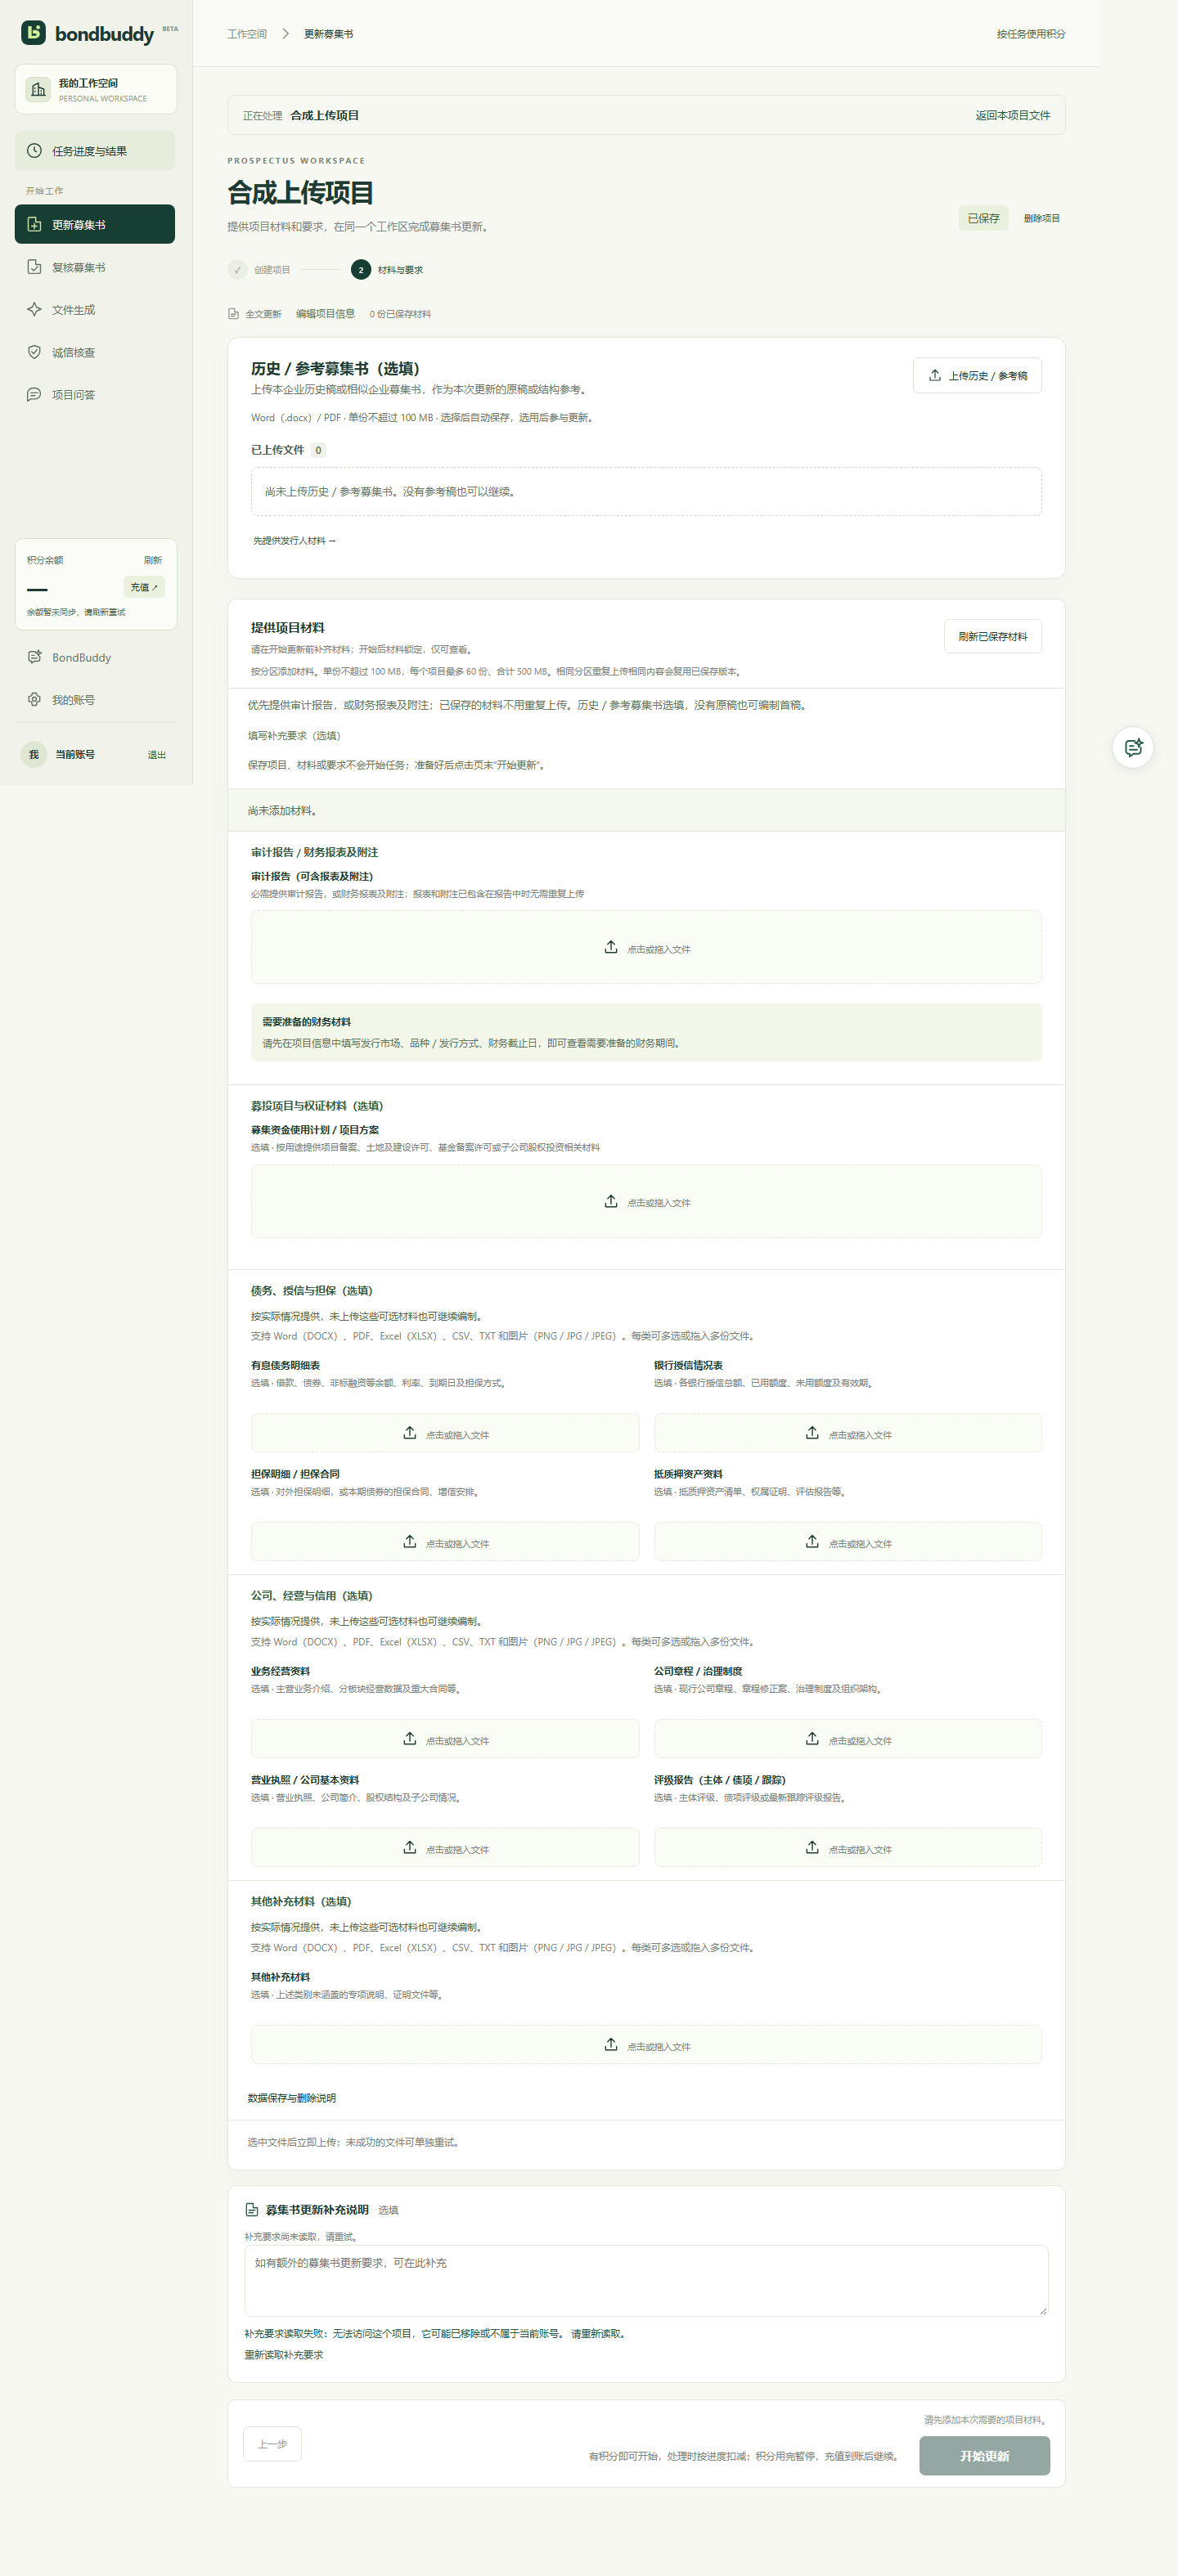 bondbuddy BETA
我的工作空间
PERSONAL WORKSPACE
任务进度与结果
开始工作
更新募集书
复核募集书
文件生成
诚信核查
项目问答
积分余额 刷新
—
充值 ↗
余额暂未同步，请刷新重试
BondBuddy
我的账号
我 当前账号 退出
工作空间 > 更新募集书 按任务使用积分
正在处理 合成上传项目 返回本项目文件
PROSPECTUS WORKSPACE
合成上传项目
提供项目材料和要求，在同一个工作区完成募集书更新。
已保存 删除项目
✓ 创建项目 2 材料与要求
全文更新 编辑项目信息 0 份已保存材料
历史 / 参考募集书（选填）
上传本企业历史稿或相似企业募集书，作为本次更新的原稿或结构参考。
上传历史 / 参考稿
Word（.docx）/ PDF · 单份不超过 100 MB · 选择后自动保存，选用后参与更新。
已上传文件 0
尚未上传历史 / 参考募集书。没有参考稿也可以继续。
先提供发行人材料 →
提供项目材料
请在开始更新前补齐材料；开始后材料锁定，仅可查看。
按分区添加材料。单份不超过 100 MB，每个项目最多 60 份、合计 500 MB。相同分区重复上传相同内容会复用已保存版本。
刷新已保存材料
优先提供审计报告，或财务报表及附注；已保存的材料不用重复上传。历史 / 参考募集书选填，没有原稿也可编制首稿。
填写补充要求（选填）
保存项目、材料或要求不会开始任务；准备好后点击页末“开始更新”。
尚未添加材料。
审计报告 / 财务报表及附注
审计报告（可含报表及附注）
必需提供审计报告，或财务报表及附注；报表和附注已包含在报告中时无需重复上传
点击或拖入文件
需要准备的财务材料
请先在项目信息中填写发行市场、品种 / 发行方式、财务截止日，即可查看需要准备的财务期间。
募投项目与权证材料（选填）
募集资金使用计划 / 项目方案
选填 · 按用途提供项目备案、土地及建设许可、基金备案许可或子公司股权投资相关材料
点击或拖入文件
债务、授信与担保（选填）
按实际情况提供，未上传这些可选材料也可继续编制。
支持 Word（DOCX）、PDF、Excel（XLSX）、CSV、TXT 和图片（PNG / JPG / JPEG）。每类可多选或拖入多份文件。
有息债务明细表
选填 · 借款、债券、非标融资等余额、利率、到期日及担保方式。
点击或拖入文件
银行授信情况表
选填 · 各银行授信总额、已用额度、未用额度及有效期。
点击或拖入文件
担保明细 / 担保合同
选填 · 对外担保明细，或本期债券的担保合同、增信安排。
点击或拖入文件
抵质押资产资料
选填 · 抵质押资产清单、权属证明、评估报告等。
点击或拖入文件
公司、经营与信用（选填）
按实际情况提供，未上传这些可选材料也可继续编制。
支持 Word（DOCX）、PDF、Excel（XLSX）、CSV、TXT 和图片（PNG / JPG / JPEG）。每类可多选或拖入多份文件。
业务经营资料
选填 · 主营业务介绍、分板块经营数据及重大合同等。
点击或拖入文件
公司章程 / 治理制度
选填 · 现行公司章程、章程修正案、治理制度及组织架构。
点击或拖入文件
营业执照 / 公司基本资料
选填 · 营业执照、公司简介、股权结构及子公司情况。
点击或拖入文件
评级报告（主体 / 债项 / 跟踪）
选填 · 主体评级、债项评级或最新跟踪评级报告。
点击或拖入文件
其他补充材料（选填）
按实际情况提供，未上传这些可选材料也可继续编制。
支持 Word（DOCX）、PDF、Excel（XLSX）、CSV、TXT 和图片（PNG / JPG / JPEG）。每类可多选或拖入多份文件。
其他补充材料
选填 · 上述类别未涵盖的专项说明、证明文件等。
点击或拖入文件
数据保存与删除说明
选中文件后立即上传；未成功的文件可单独重试。
募集书更新补充说明 选填
补充要求尚未读取，请重试。
如有额外的募集书更新要求，可在此补充
补充要求读取失败：无法访问这个项目，它可能已移除或不属于当前账号。 请重新读取。
重新读取补充要求
请先添加本次需要的项目材料。
上一步
有积分即可开始，处理时按进度扣减；积分用完暂停，充值到账后继续。
开始更新